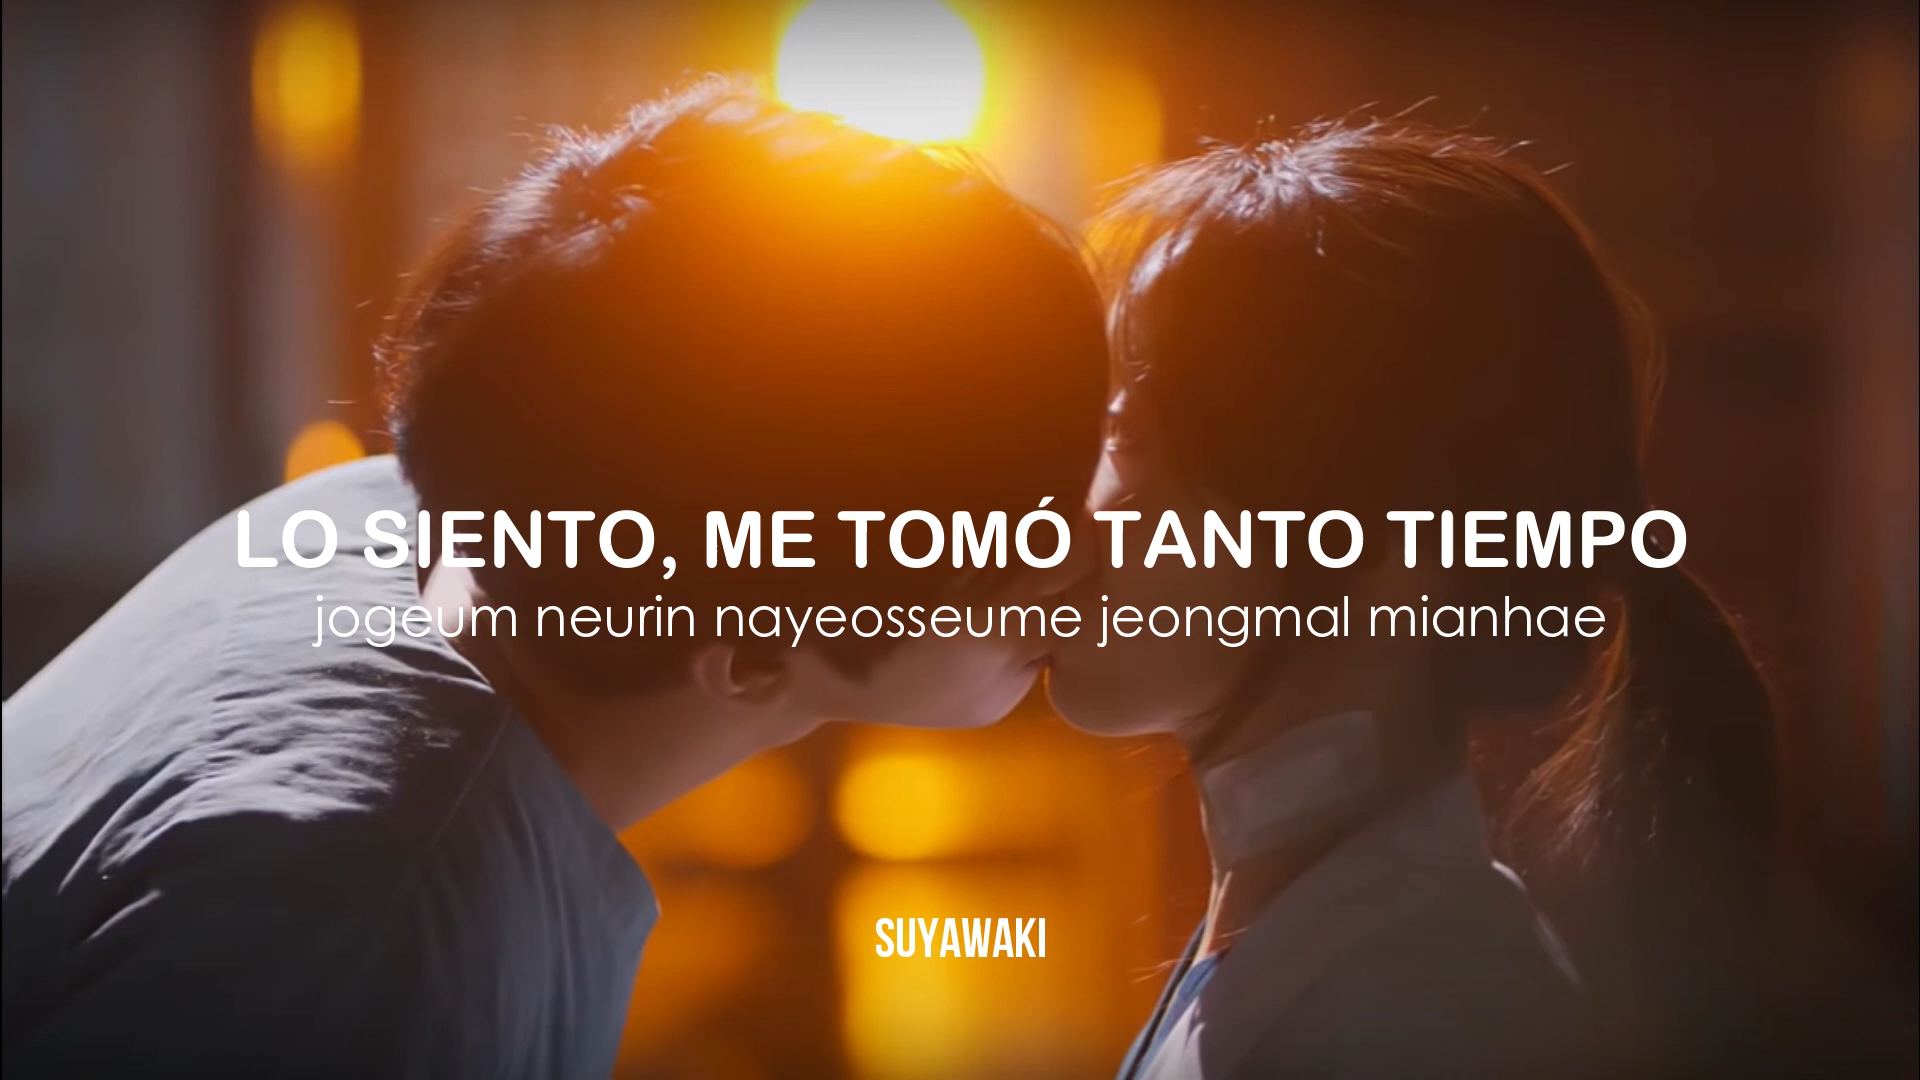 LO SIENTO, ME TOMÓ TANTO TIEMPO
jogeum neurin nayeosseume jeongmal mianhae
SUYAWAKI